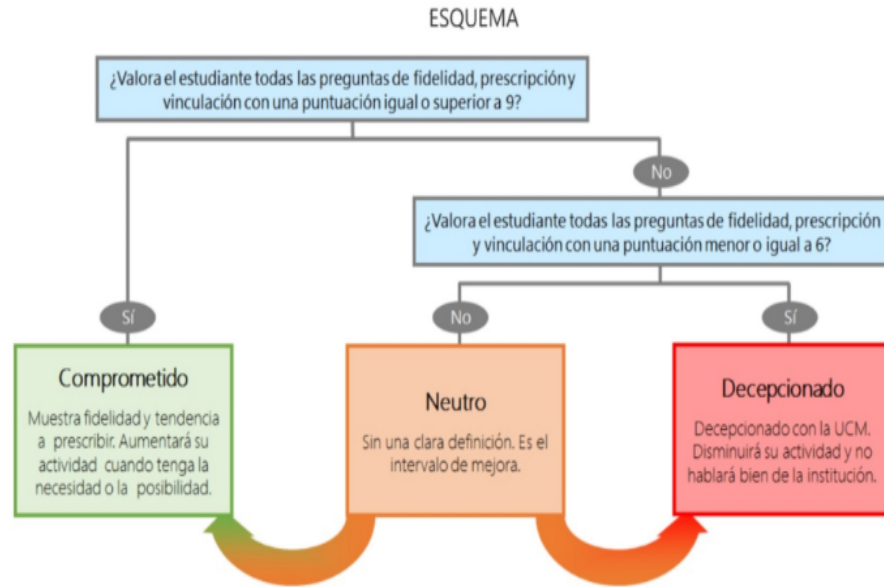 ESQUEMA
¿Valora el estudiante todas las preguntas de fidelidad, prescripción y
vinculación con una puntuación igual o superior a 9?
No
¿Valora el estudiante todas las preguntas de fidelidad, prescripción
y vinculación con una puntuación menor o igual a 6?
Sí
No
Sí
Comprometido
Muestra fidelidad y tendencia
a prescribir. Aumentará su
actividad cuando tenga la
necesidad o la posibilidad.
Neutro
Sin una clara definición. Es el
intervalo de mejora.
Decepcionado
Decepcionado con la UCM.
Disminuirá su actividad y no
hablará bien de la institución.